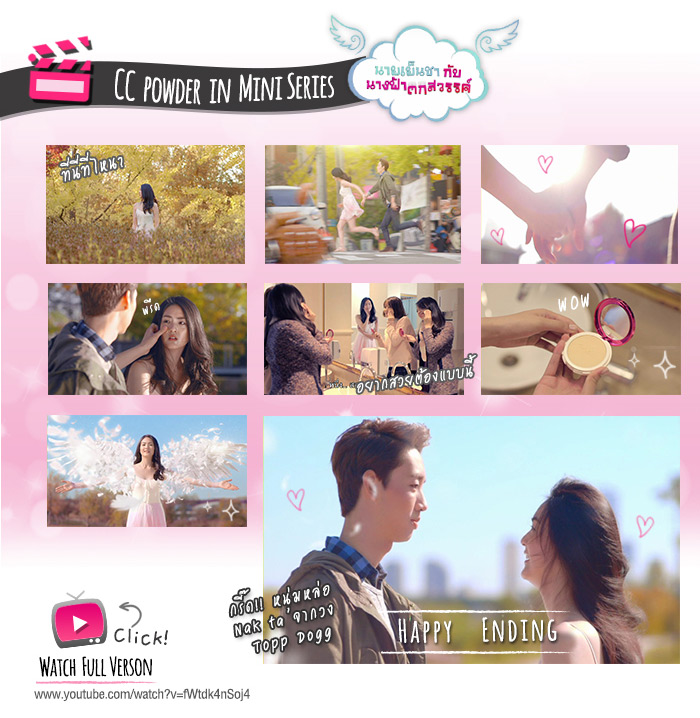 CC POWDER IN MINI SERIES
นายเย็นชา กับ
นางฟ้าตกสวรรค์
ที่นี่ที่ไหนา
พรืด
อยากสวยต้องแบบนี้
WOW
กรี๊ด!! หนุ่มหล่อ
Nak ta จากวง
Topp Dogg
HAPPY ENDING
Click!
WATCH FULL VERSON
www.youtube.com/watch?v=fWtdk4nSoj4